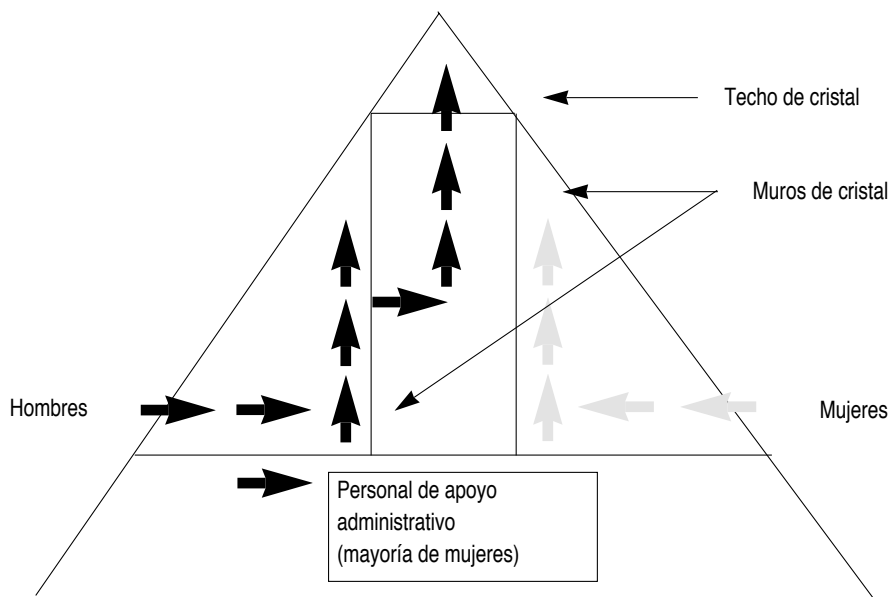 Techo de cristal
Muros de cristal
Hombres
Mujeres
Personal de apoyo
administrativo
(mayoría de mujeres)